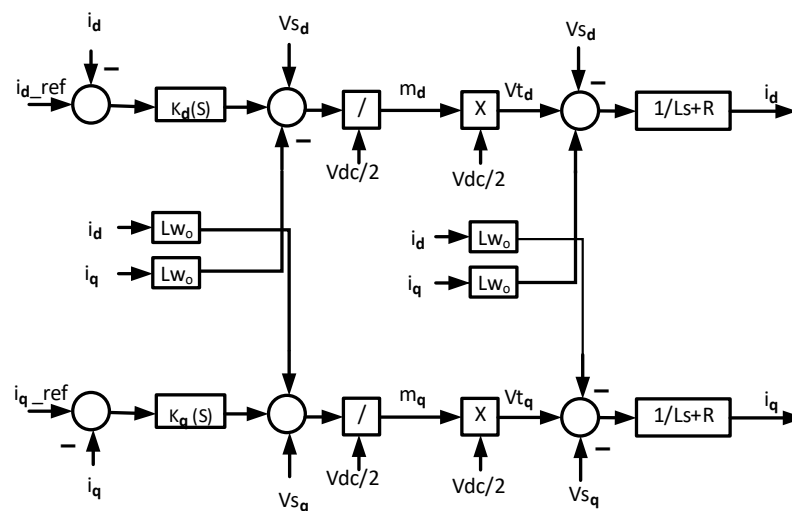 id Vsd Vsd
id_ref Kd(S) / md X Vtd 1/Ls+R id
Vdc/2 Vdc/2
id Lwo id Lwo
iq Lwo iq Lwo
iq_ref Kq(S) / mq X Vtq 1/Ls+R iq
iq Vsq Vdc/2 Vdc/2 Vsq